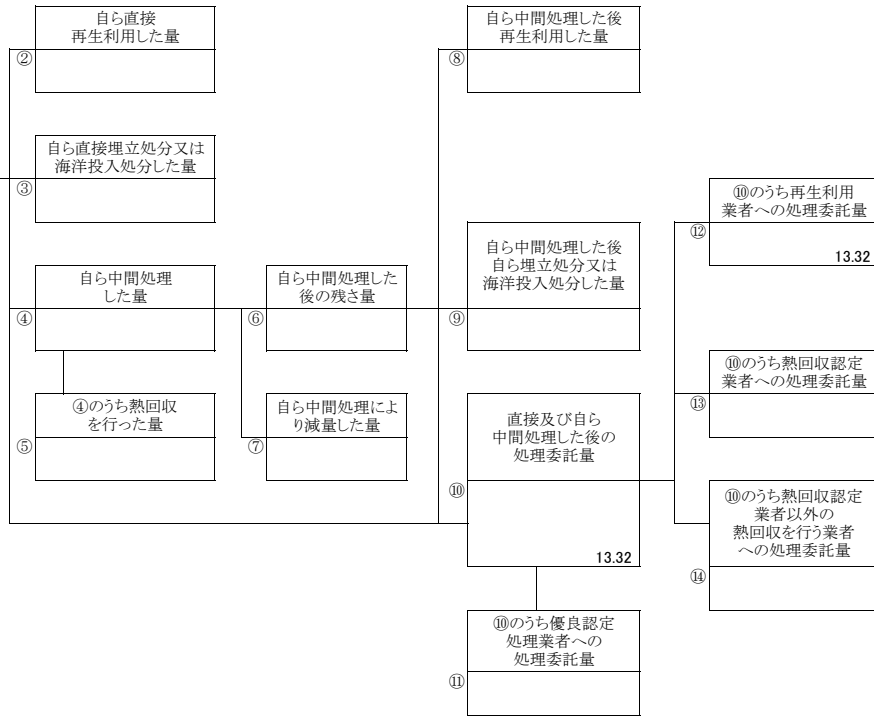 自ら直接
再生利用した量
②
自ら直接埋立処分又は
海洋投入処分した量
③
自ら中間処理
した量
④
④のうち熱回収
を行った量
⑤
自ら中間処理した
後の残さ量
⑥
自ら中間処理によ
り減量した量
⑦
自ら中間処理した後
再生利用した量
⑧
自ら中間処理した後
自ら埋立処分又は
海洋投入処分した量
⑨
直接及び自ら
中間処理した後の
処理委託量
⑩
13.32
⑩のうち優良認定
処理業者への
処理委託量
⑪
⑩のうち再生利用
業者への処理委託量
⑫
13.32
⑩のうち熱回収認定
業者への処理委託量
⑬
⑩のうち熱回収認定
業者以外の
熱回収を行う業者
への処理委託量
⑭